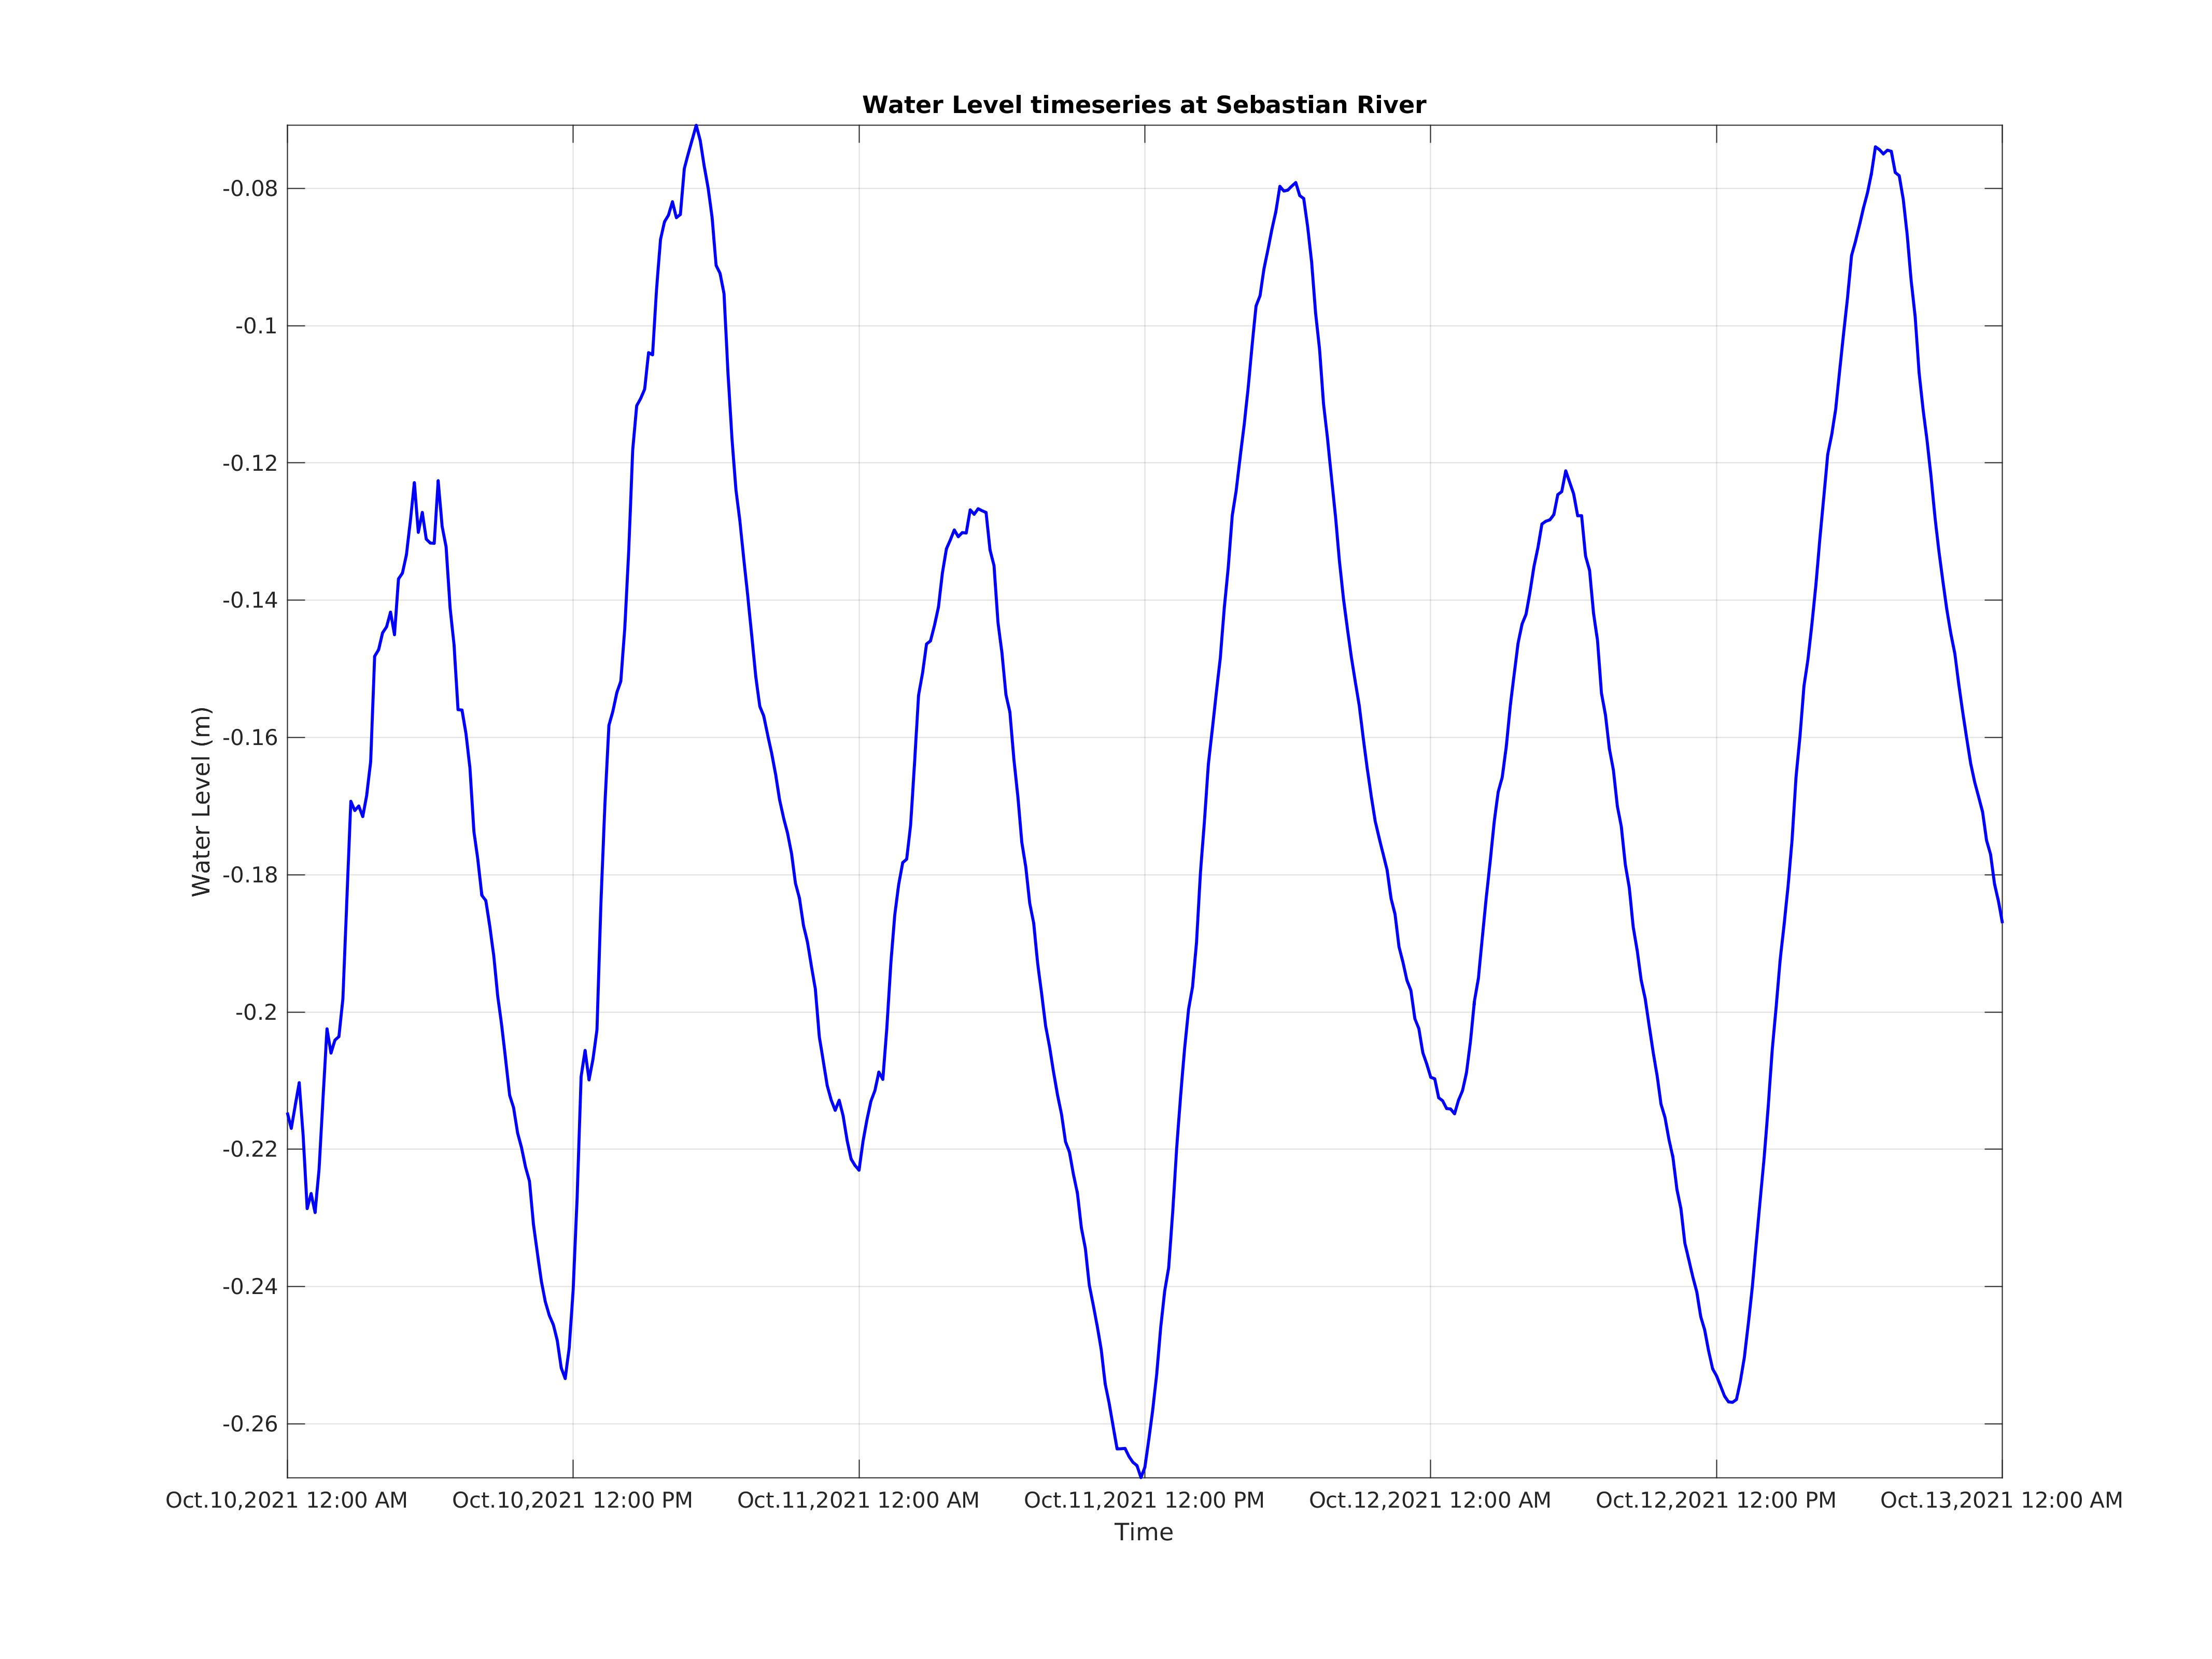 Water Level timeseries at Sebastian River
-0.08
-0.1
-0.12
-0.14
-0.16
-0.18
-0.2
-0.22
-0.24
-0.26
Water Level (m)
Oct.10,2021 12:00 AM
Oct.10,2021 12:00 PM
Oct.11,2021 12:00 AM
Oct.11,2021 12:00 PM
Oct.12,2021 12:00 AM
Oct.12,2021 12:00 PM
Oct.13,2021 12:00 AM
Time